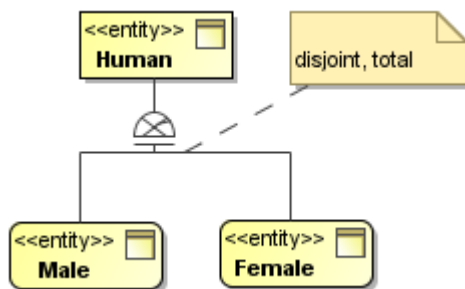 <<entity>>
Human
disjoint, total
<<entity>>
Male
<<entity>>
Female